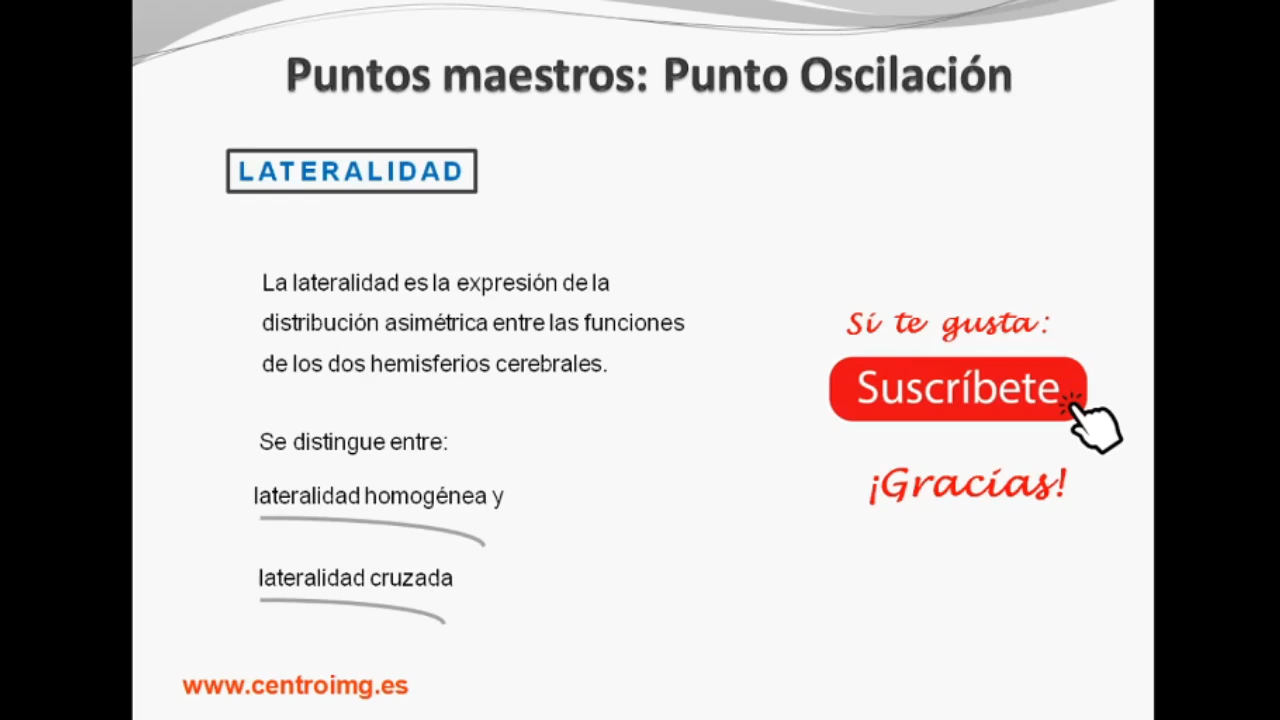 Puntos maestros: Punto Oscilación
LATERALIDAD
La lateralidad es la expresión de la
distribución asimétrica entre las funciones
de los dos hemisferios cerebrales.
Se distingue entre:
lateralidad homogénea y
lateralidad cruzada
Si te gusta:
Suscríbete
¡Gracias!
www.centroimg.es